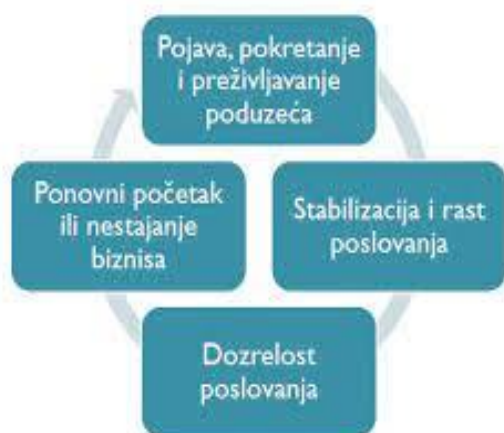 Pojava, pokretanje
i preživljavanje
poduzeća
Stabilizacija i rast
poslovanja
Dozrelost
poslovanja
Ponovni početak
ili nestajanje
biznisa